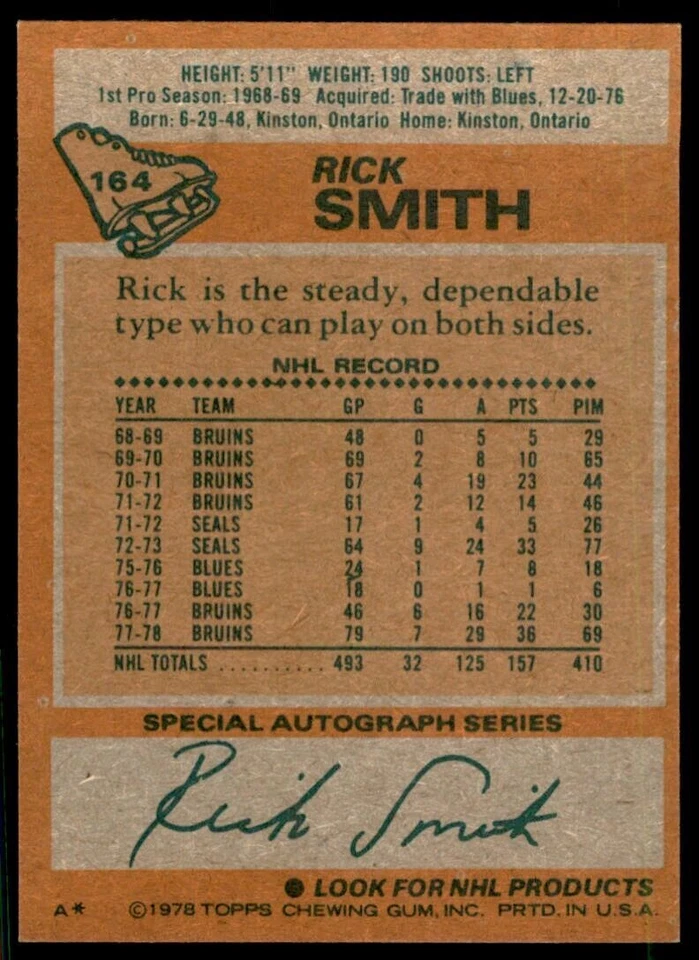 HEIGHT: 5'11" WEIGHT: 190 SHOOTS: LEFT
1st Pro Season: 1968-69 Acquired: Trade with Blues, 12-20-76
Born: 6-29-48, Kinston, Ontario Home: Kinston, Ontario
164
RICK
SMITH
Rick is the steady, dependable
type who can play on both sides.
NHL RECORD
YEAR TEAM GP G A PTS PIM
68-69 BRUINS 48 0 5 5 29
69-70 BRUINS 69 2 8 10 65
70-71 BRUINS 67 4 19 23 44
71-72 BRUINS 61 2 12 14 46
71-72 SEALS 17 1 4 5 26
72-73 SEALS 64 9 24 33 77
75-76 BLUES 24 1 7 8 18
76-77 BLUES 18 0 1 1 6
76-77 BRUINS 46 6 16 22 30
77-78 BRUINS 79 7 29 36 69
NHL TOTALS .......... 493 32 125 157 410
SPECIAL AUTOGRAPH SERIES
Rick Smith
● LOOK FOR NHL PRODUCTS
A* ©1978 TOPPS CHEWING GUM, INC. PRTD. IN U.S.A.